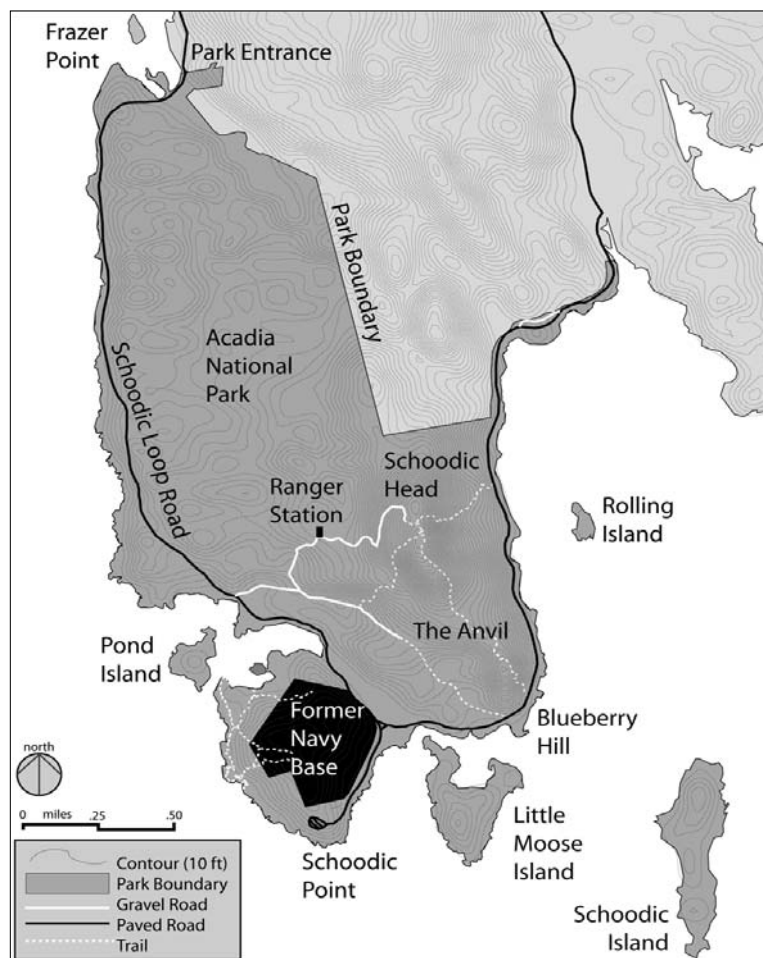 Frazer
Point
Park Entrance
Park Boundary
Acadia
National
Park
Schoodic Loop Road
Schoodic
Head
Ranger
Station
Rolling
Island
The Anvil
Pond
Island
Former
Navy
Base
Blueberry
Hill
Little
Moose
Island
Schoodic
Point
Schoodic
Island
north
0 miles .25 .50
Contour (10 ft)
Park Boundary
Gravel Road
Paved Road
Trail